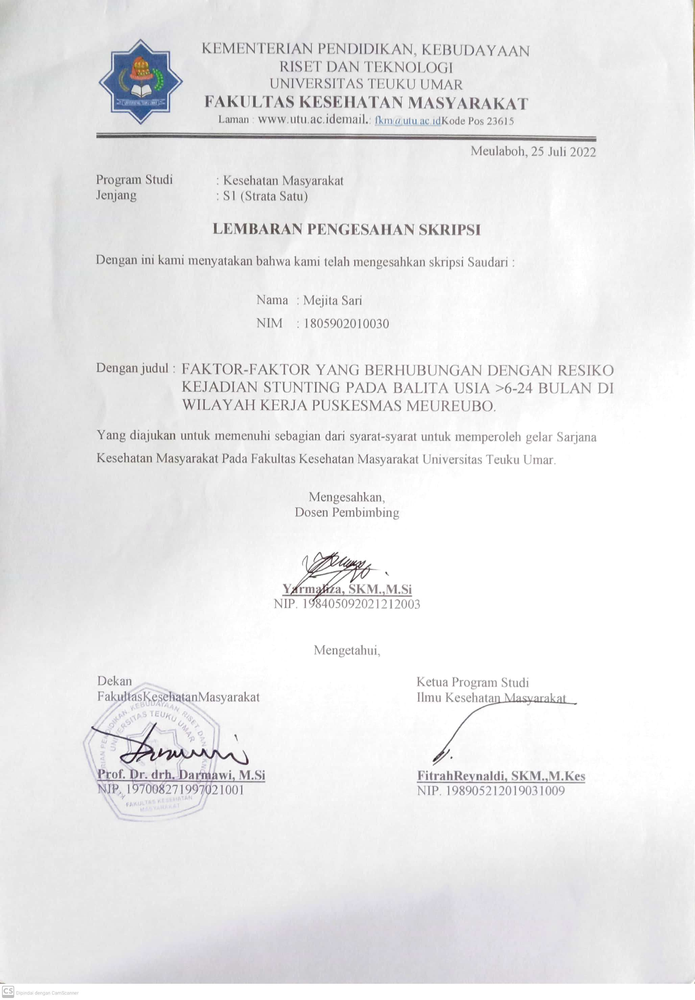 KEMENTERIAN PENDIDIKAN, KEBUDAYAAN
RISET DAN TEKNOLOGI
UNIVERSITAS TEUKU UMAR
FAKULTAS KESEHATAN MASYARAKAT
Laman : www.utu.ac.idemail.: fkm@utu.ac.idKode Pos 23615
UNIVERSITAS TEUKU UMAR
Meulaboh, 25 Juli 2022
Program Studi : Kesehatan Masyarakat
Jenjang : S1 (Strata Satu)
LEMBARAN PENGESAHAN SKRIPSI
Dengan ini kami menyatakan bahwa kami telah mengesahkan skripsi Saudari :
Nama : Mejita Sari
NIM : 1805902010030
Dengan judul : FAKTOR-FAKTOR YANG BERHUBUNGAN DENGAN RESIKO
KEJADIAN STUNTING PADA BALITA USIA >6-24 BULAN DI
WILAYAH KERJA PUSKESMAS MEUREUBO.
Yang diajukan untuk memenuhi sebagian dari syarat-syarat untuk memperoleh gelar Sarjana
Kesehatan Masyarakat Pada Fakultas Kesehatan Masyarakat Universitas Teuku Umar.
Mengesahkan,
Dosen Pembimbing
Yarmaliza, SKM.,M.Si
NIP. 198405092021212003
Mengetahui,
Dekan
FakultasKesehatanMasyarakat
KEBUDAYAAN, RISET, DAN
UNIVERSITAS TEUKU UMAR
Prof. Dr. drh. Darmawi, M.Si
NIP. 197008271997021001
FAKULTAS KESEHATAN
MASYARAKAT
Ketua Program Studi
Ilmu Kesehatan Masyarakat
FitrahReynaldi, SKM.,M.Kes
NIP. 198905212019031009
CS Dipindai dengan CamScanner